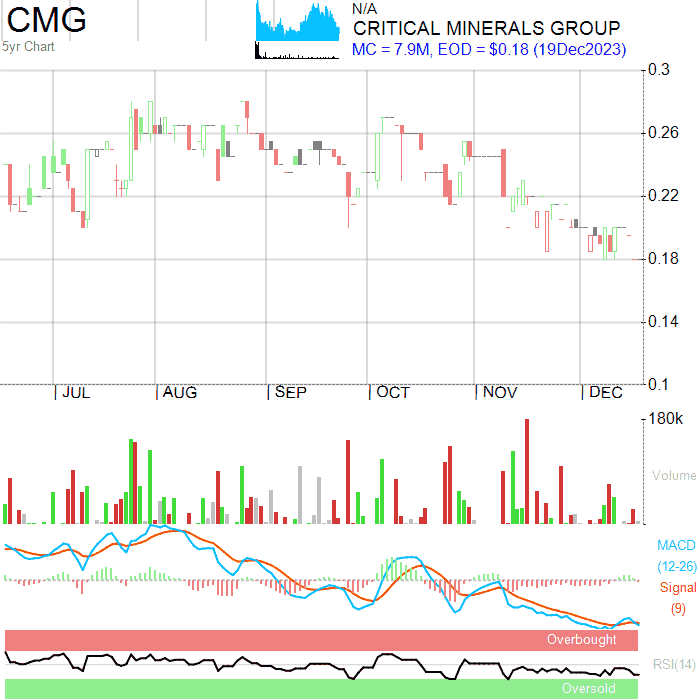 CMG
5yr Chart
N/A
CRITICAL MINERALS GROUP
MC = 7.9M, EOD = $0.18 (19Dec2023)
0.3
0.26
0.22
0.18
0.14
0.1
JUL
AUG
SEP
OCT
NOV
DEC
180k
Volume
MACD
(12-26)
Signal
(9)
Overbought
RSI(14)
Oversold